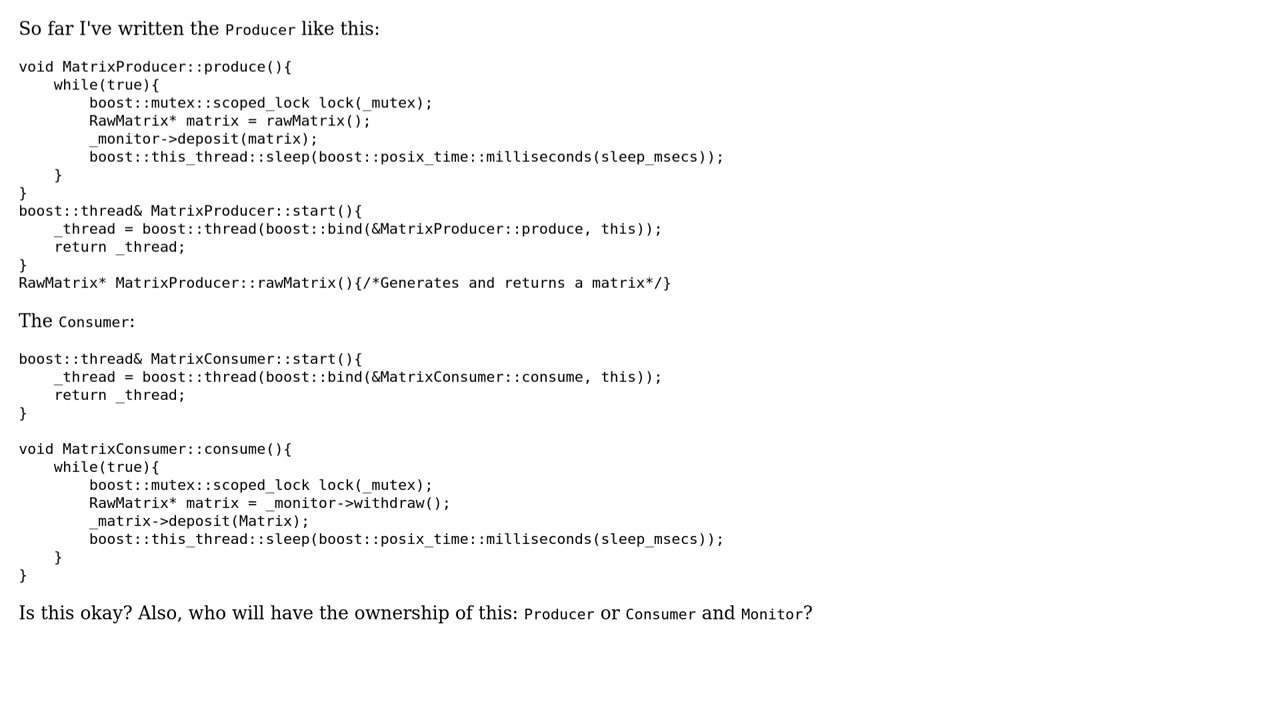 So far I've written the Producer like this:
void MatrixProducer::produce(){
    while(true){
        boost::mutex::scoped_lock lock(_mutex);
        RawMatrix* matrix = rawMatrix();
        _monitor->deposit(matrix);
        boost::this_thread::sleep(boost::posix_time::milliseconds(sleep_msecs));
    }
}
boost::thread& MatrixProducer::start(){
    _thread = boost::thread(boost::bind(&MatrixProducer::produce, this));
    return _thread;
}
RawMatrix* MatrixProducer::rawMatrix(){/*Generates and returns a matrix*/}
The Consumer:
boost::thread& MatrixConsumer::start(){
    _thread = boost::thread(boost::bind(&MatrixConsumer::consume, this));
    return _thread;
}
void MatrixConsumer::consume(){
    while(true){
        boost::mutex::scoped_lock lock(_mutex);
        RawMatrix* matrix = _monitor->withdraw();
        _matrix->deposit(Matrix);
        boost::this_thread::sleep(boost::posix_time::milliseconds(sleep_msecs));
    }
}
Is this okay? Also, who will have the ownership of this: Producer or Consumer and Monitor?